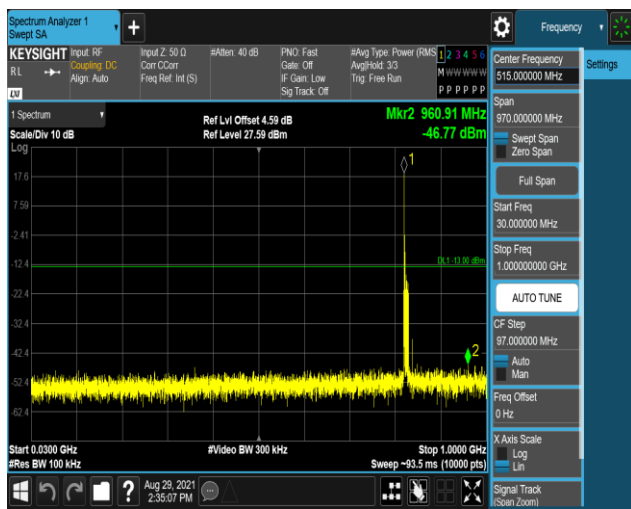 Spectrum Analyzer 1
Swept SA
+
Frequency
KEYSIGHT
RL
LXI
Input: RF
Coupling: DC
Align: Auto
Input Z: 50 Ω
Corr CCorr
Freq Ref: Int (S)
#Atten: 40 dB
PNO: Fast
Gate: Off
IF Gain: Low
Sig Track: Off
#Avg Type: Power (RMS
Avg|Hold: 3/3
Trig: Free Run
1 2 3 4 5 6
M W W W W W
P P P P P P
1 Spectrum
Scale/Div 10 dB
Log
Ref Lvl Offset 4.59 dB
Ref Level 27.59 dBm
Mkr2 960.91 MHz
-46.77 dBm
1
17.6
7.59
-2.41
-12.4
DL1 -13.00 dBm
-22.4
-32.4
-42.4
2
-52.4
-62.4
Start 0.0300 GHz
#Res BW 100 kHz
#Video BW 300 kHz
Stop 1.0000 GHz
Sweep ~93.5 ms (10000 pts)
?
Aug 29, 2021
2:35:07 PM
Center Frequency
515.000000 MHz
Settings
Span
970.000000 MHz
Swept Span
Zero Span
Full Span
Start Freq
30.000000 MHz
Stop Freq
1.000000000 GHz
AUTO TUNE
CF Step
97.000000 MHz
Auto
Man
Freq Offset
0 Hz
X Axis Scale
Log
Lin
Signal Track
(Span Zoom)